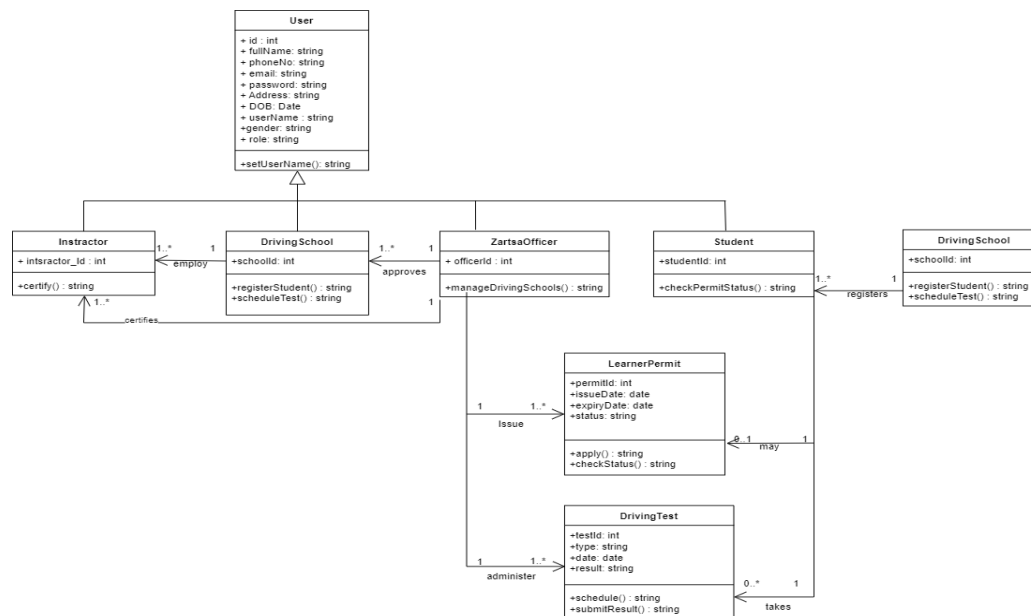 User
+ id : int
+ fullName: string
+ phoneNo: string
+ email: string
+ password: string
+ Address: string
+ DOB: Date
+ userName : string
+gender: string
+ role: string
+setUserName(): string
Instractor
+ intsractor_Id : int
+certify() : string
1..*
1
employ
DrivingSchool
+schoolId: int
+registerStudent() : string
+scheduleTest() : string
1..*
1
approves
ZartsaOfficer
+ officerId : int
+manageDrivingSchools() : string
1..*
1
certifies
Student
+studentId: int
+checkPermitStatus() : string
1..*
1
registers
DrivingSchool
+schoolId: int
+registerStudent() : string
+scheduleTest() : string
LearnerPermit
+permitId: int
+issueDate: date
+expiryDate: date
+status: string
+apply() : string
+checkStatus() : string
1
1..*
Issue
0..1
1
may
DrivingTest
+testId: int
+type: string
+date: date
+result: string
+schedule() : string
+submitResult() : string
1
1..*
administer
0..*
1
takes